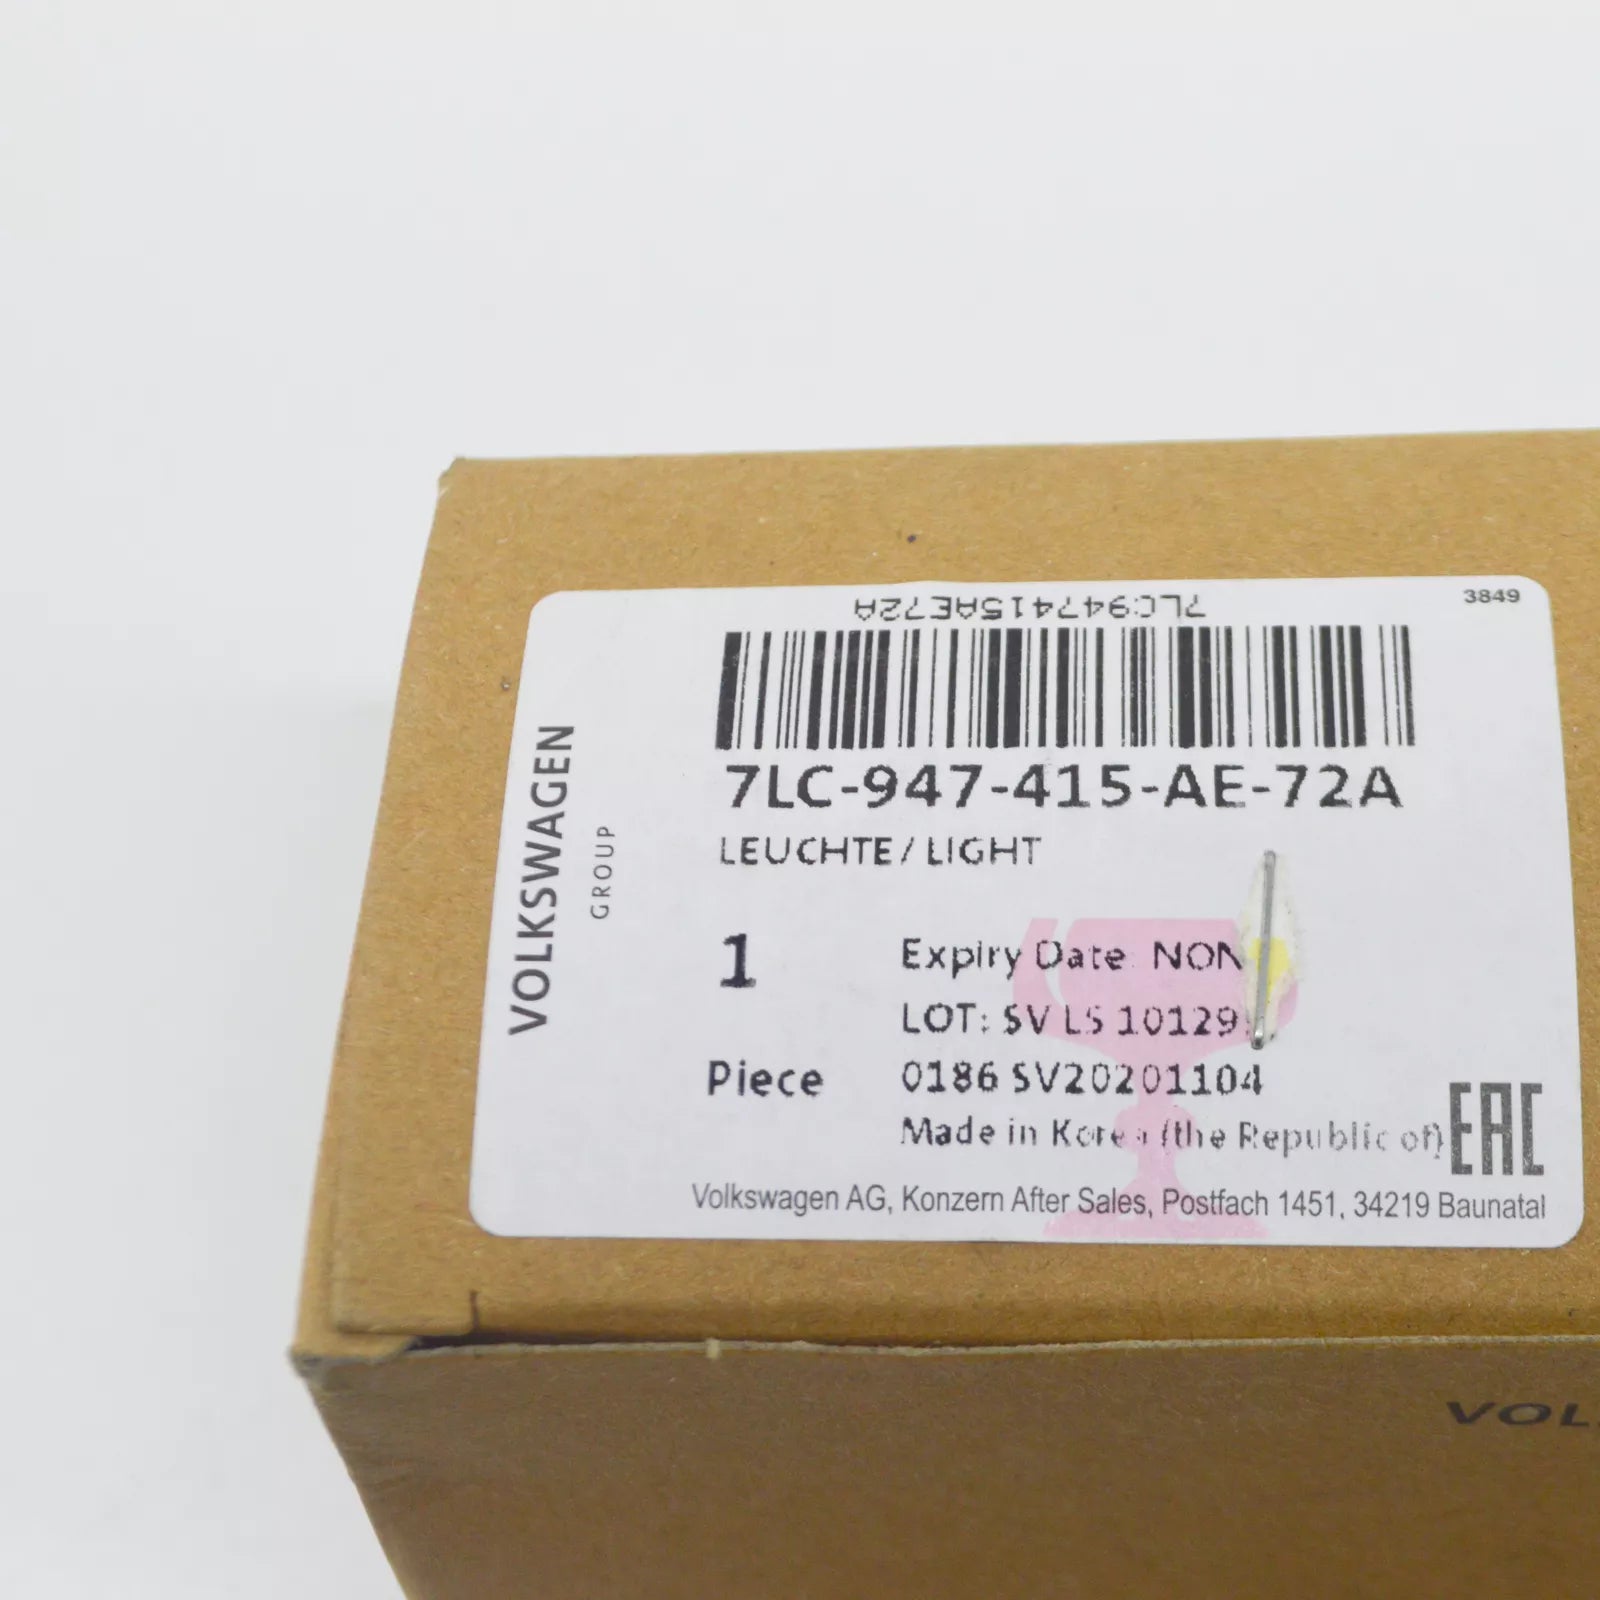 3849
7LC947415AE72A
7LC-947-415-AE-72A
LEUCHTE/LIGHT
VOLKSWAGEN
GROUP
1
Piece
Expiry Date NON
LOT: SV LS 10129
0186 SV20201104
Made in Korea (the Republic of)
EAC
Volkswagen AG, Konzern After Sales, Postfach 1451, 34219 Baunatal
VOL